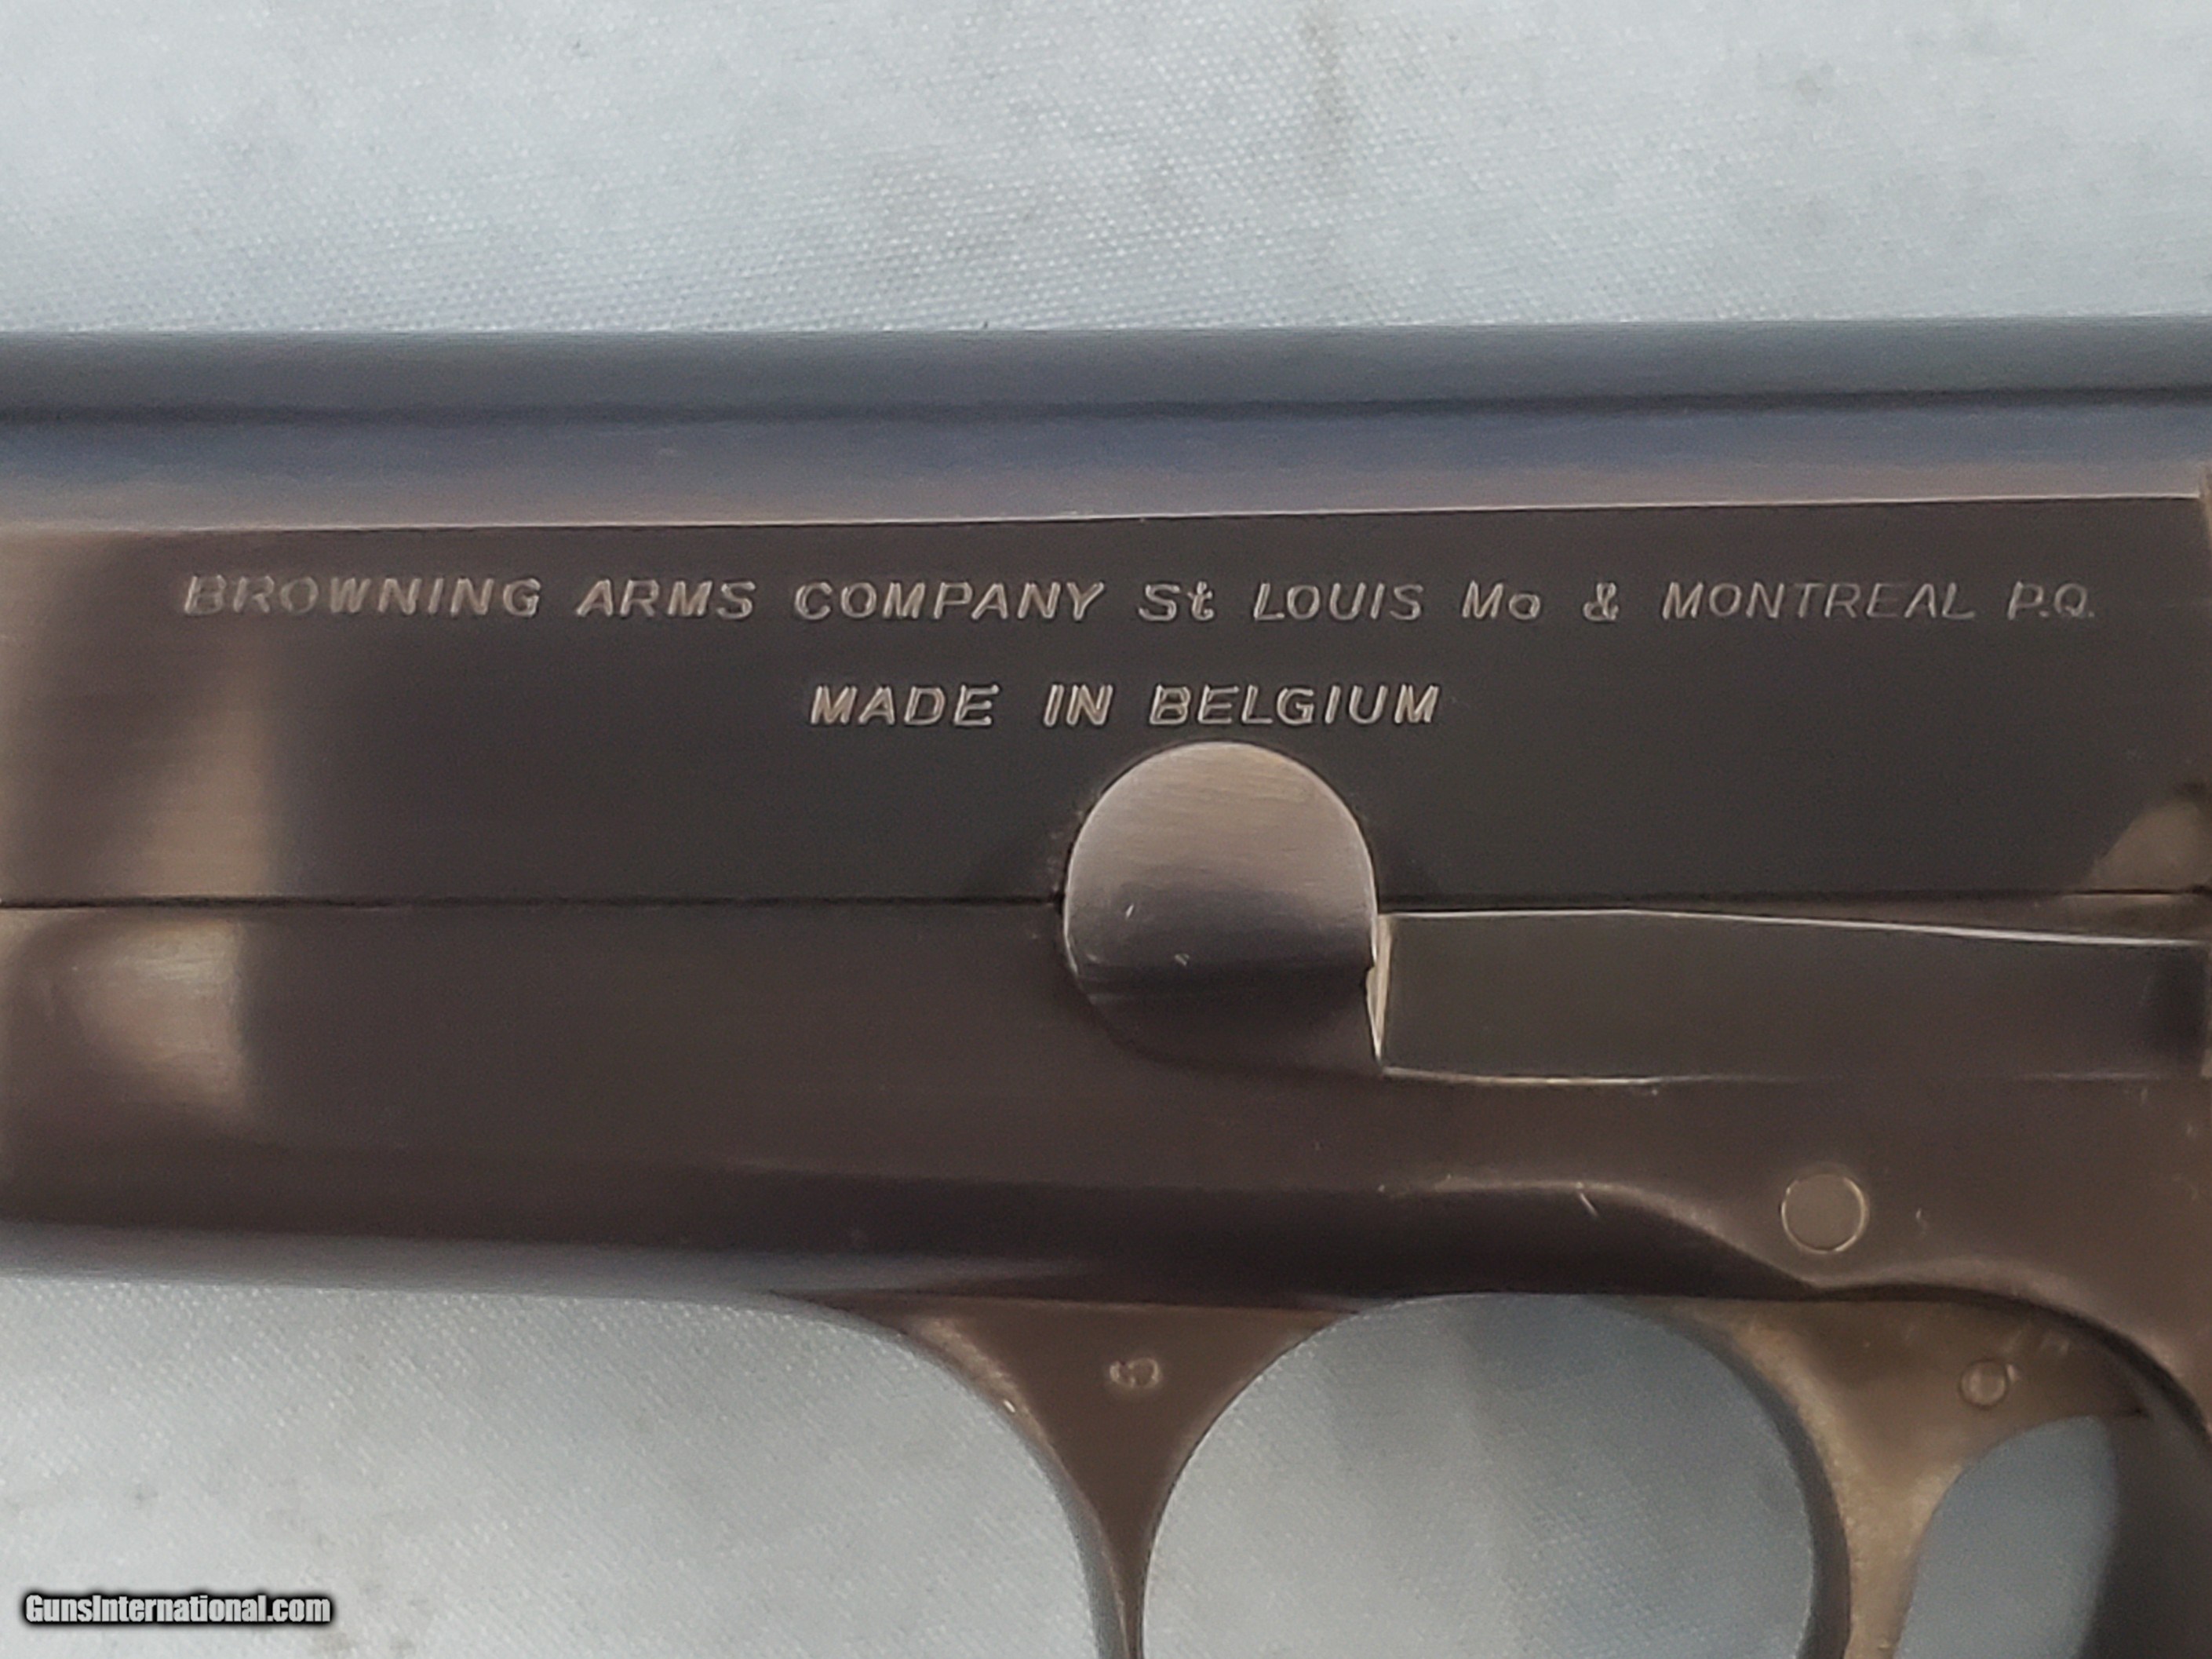 BROWNING ARMS COMPANY St LOUIS Mo & MONTREAL P.Q.
MADE IN BELGIUM
GunsInternational.com